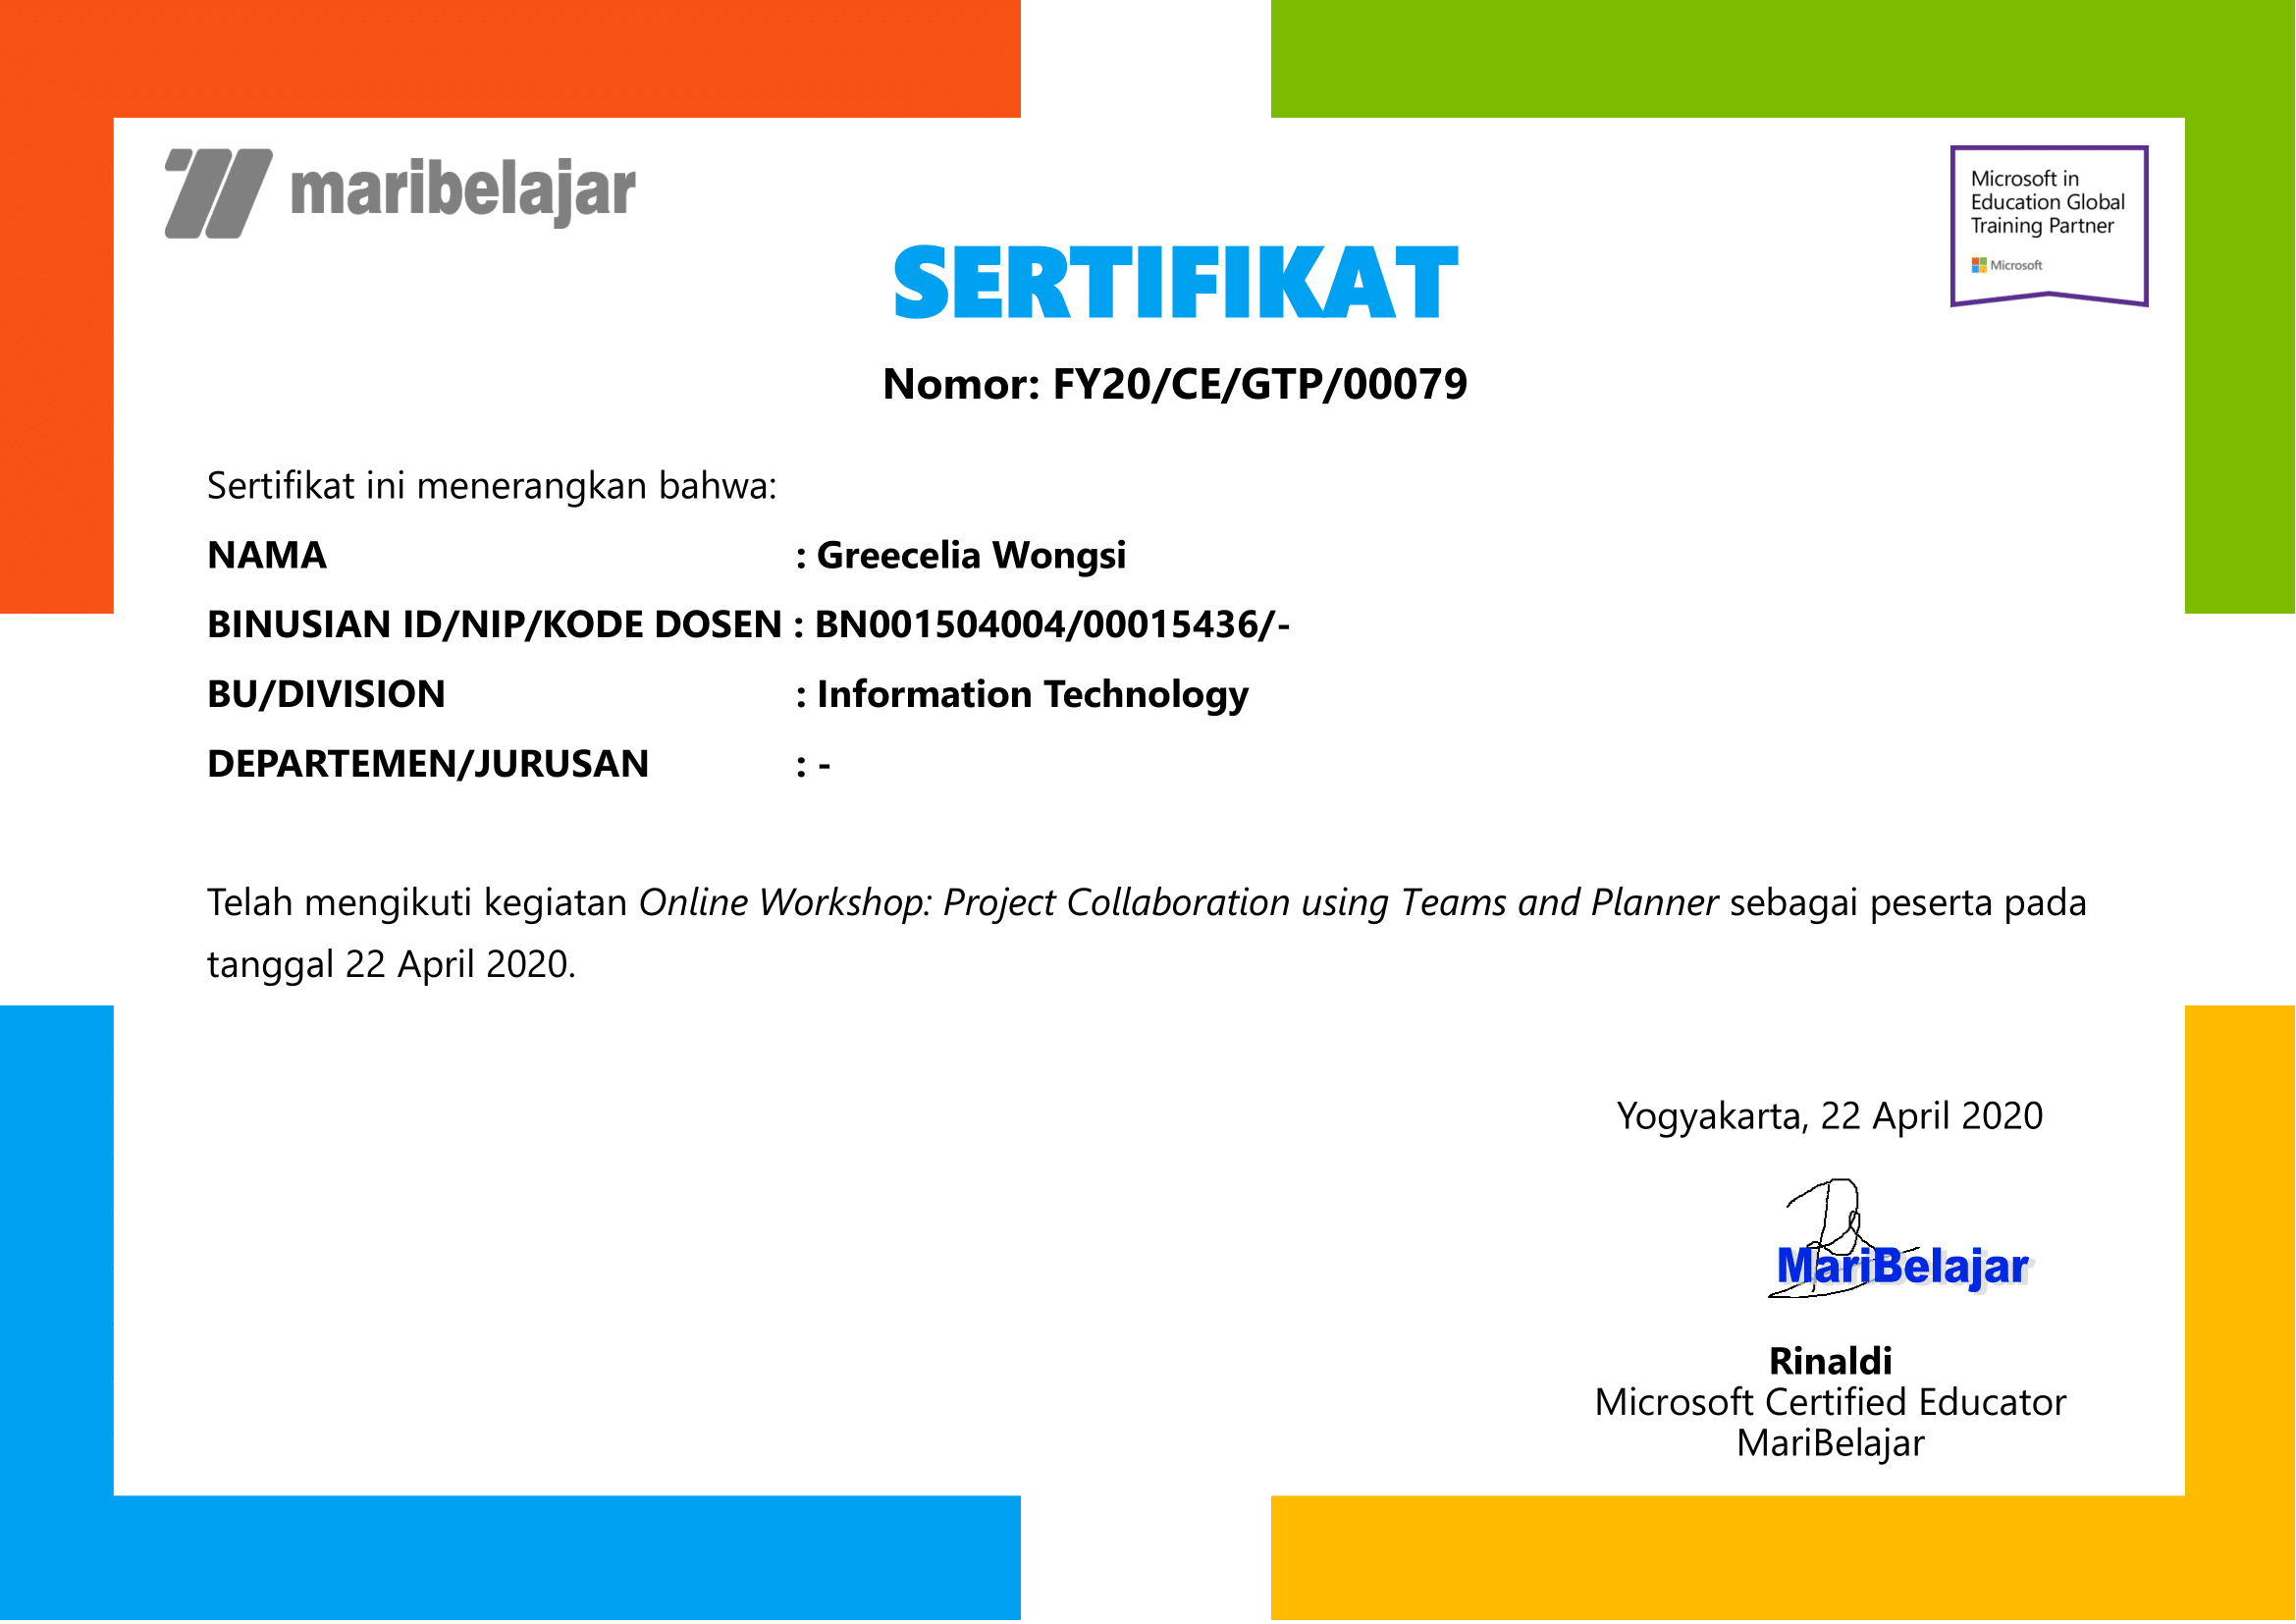 maribelajar
Microsoft in
Education Global
Training Partner
Microsoft
SERTIFIKAT
Nomor: FY20/CE/GTP/00079
Sertifikat ini menerangkan bahwa:
NAMA : Greecelia Wongsi
BINUSIAN ID/NIP/KODE DOSEN : BN001504004/00015436/-
BU/DIVISION : Information Technology
DEPARTEMEN/JURUSAN : -
Telah mengikuti kegiatan Online Workshop: Project Collaboration using Teams and Planner sebagai peserta pada
tanggal 22 April 2020.
Yogyakarta, 22 April 2020
MariBelajar
Rinaldi
Microsoft Certified Educator
MariBelajar